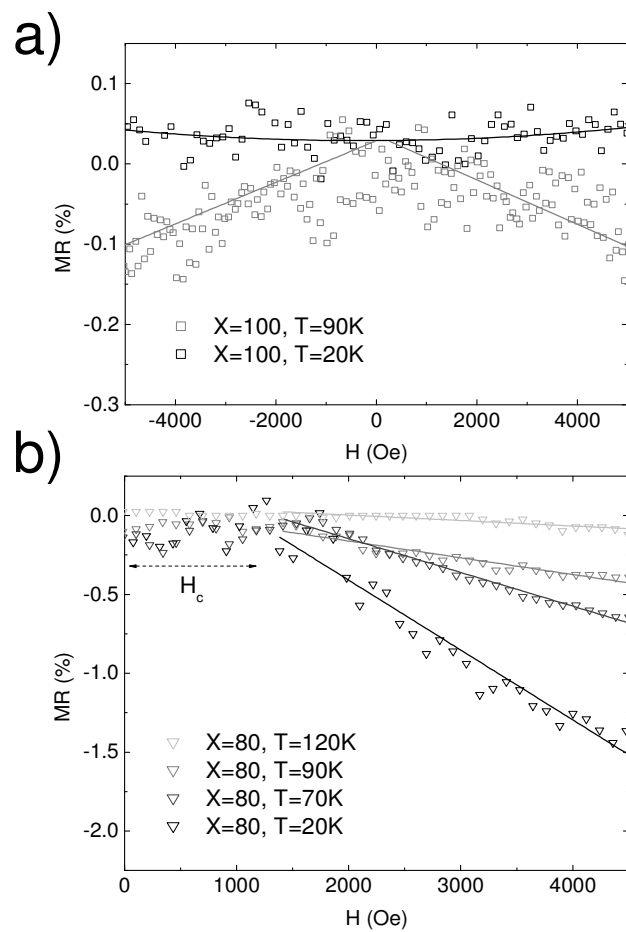 a)
0.1
0.0
-0.1
-0.2
-0.3
MR (%)
X=100, T=90K
X=100, T=20K
-4000 -2000 0 2000 4000
H (Oe)
b)
0.0
-0.5
-1.0
-1.5
-2.0
MR (%)
Hc
X=80, T=120K
X=80, T=90K
X=80, T=70K
X=80, T=20K
0 1000 2000 3000 4000
H (Oe)